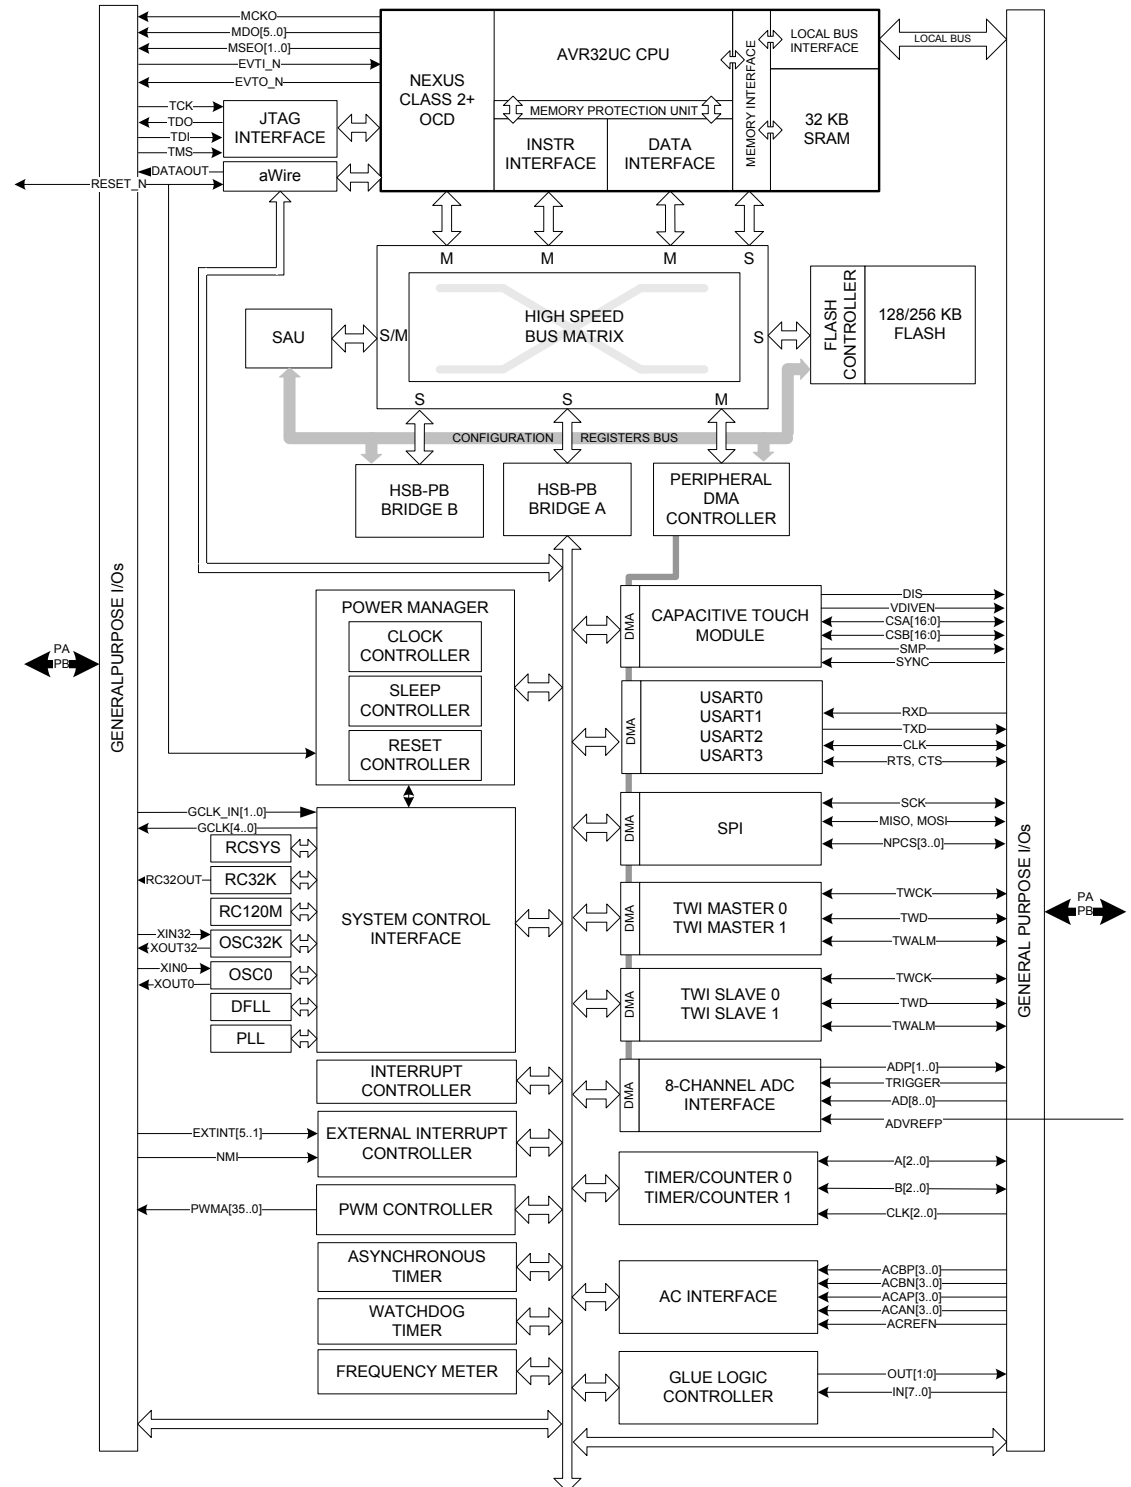 MCKO
MDO[5..0]
MSEO[1..0]
EVTI_N
EVTO_N
TCK
TDO
TDI
TMS
JTAG
INTERFACE
DATAOUT
RESET_N
aWire
NEXUS
CLASS 2+
OCD
AVR32UC CPU
MEMORY PROTECTION UNIT
INSTR
INTERFACE
DATA
INTERFACE
MEMORY INTERFACE
LOCAL BUS
INTERFACE
32 KB
SRAM
LOCAL BUS
M
M
M
S
SAU
S/M
HIGH SPEED
BUS MATRIX
S
FLASH
CONTROLLER
128/256 KB
FLASH
S
S
M
CONFIGURATION
REGISTERS BUS
HSB-PB
BRIDGE B
HSB-PB
BRIDGE A
PERIPHERAL
DMA
CONTROLLER
GENERALPURPOSE I/Os
PA
PB
POWER MANAGER
CLOCK
CONTROLLER
SLEEP
CONTROLLER
RESET
CONTROLLER
GCLK_IN[1..0]
GCLK[4..0]
RCSYS
RC32OUT
RC32K
RC120M
XIN32
XOUT32
OSC32K
XIN0
XOUT0
OSC0
DFLL
PLL
SYSTEM CONTROL
INTERFACE
INTERRUPT
CONTROLLER
EXTINT[5..1]
NMI
EXTERNAL INTERRUPT
CONTROLLER
PWMA[35..0]
PWM CONTROLLER
ASYNCHRONOUS
TIMER
WATCHDOG
TIMER
FREQUENCY METER
DMA
CAPACITIVE TOUCH
MODULE
DIS
VDIVEN
CSA[16:0]
CSB[16:0]
SMP
SYNC
DMA
USART0
USART1
USART2
USART3
RXD
TXD
CLK
RTS, CTS
DMA
SPI
SCK
MISO, MOSI
NPCS[3..0]
DMA
TWI MASTER 0
TWI MASTER 1
TWCK
TWD
TWALM
DMA
TWI SLAVE 0
TWI SLAVE 1
TWCK
TWD
TWALM
DMA
8-CHANNEL ADC
INTERFACE
ADP[1..0]
TRIGGER
AD[8..0]
ADVREFP
TIMER/COUNTER 0
TIMER/COUNTER 1
A[2..0]
B[2..0]
CLK[2..0]
AC INTERFACE
ACBP[3..0]
ACBN[3..0]
ACAP[3..0]
ACAN[3..0]
ACREFN
GLUE LOGIC
CONTROLLER
OUT[1:0]
IN[7..0]
GENERAL PURPOSE I/Os
PA
PB